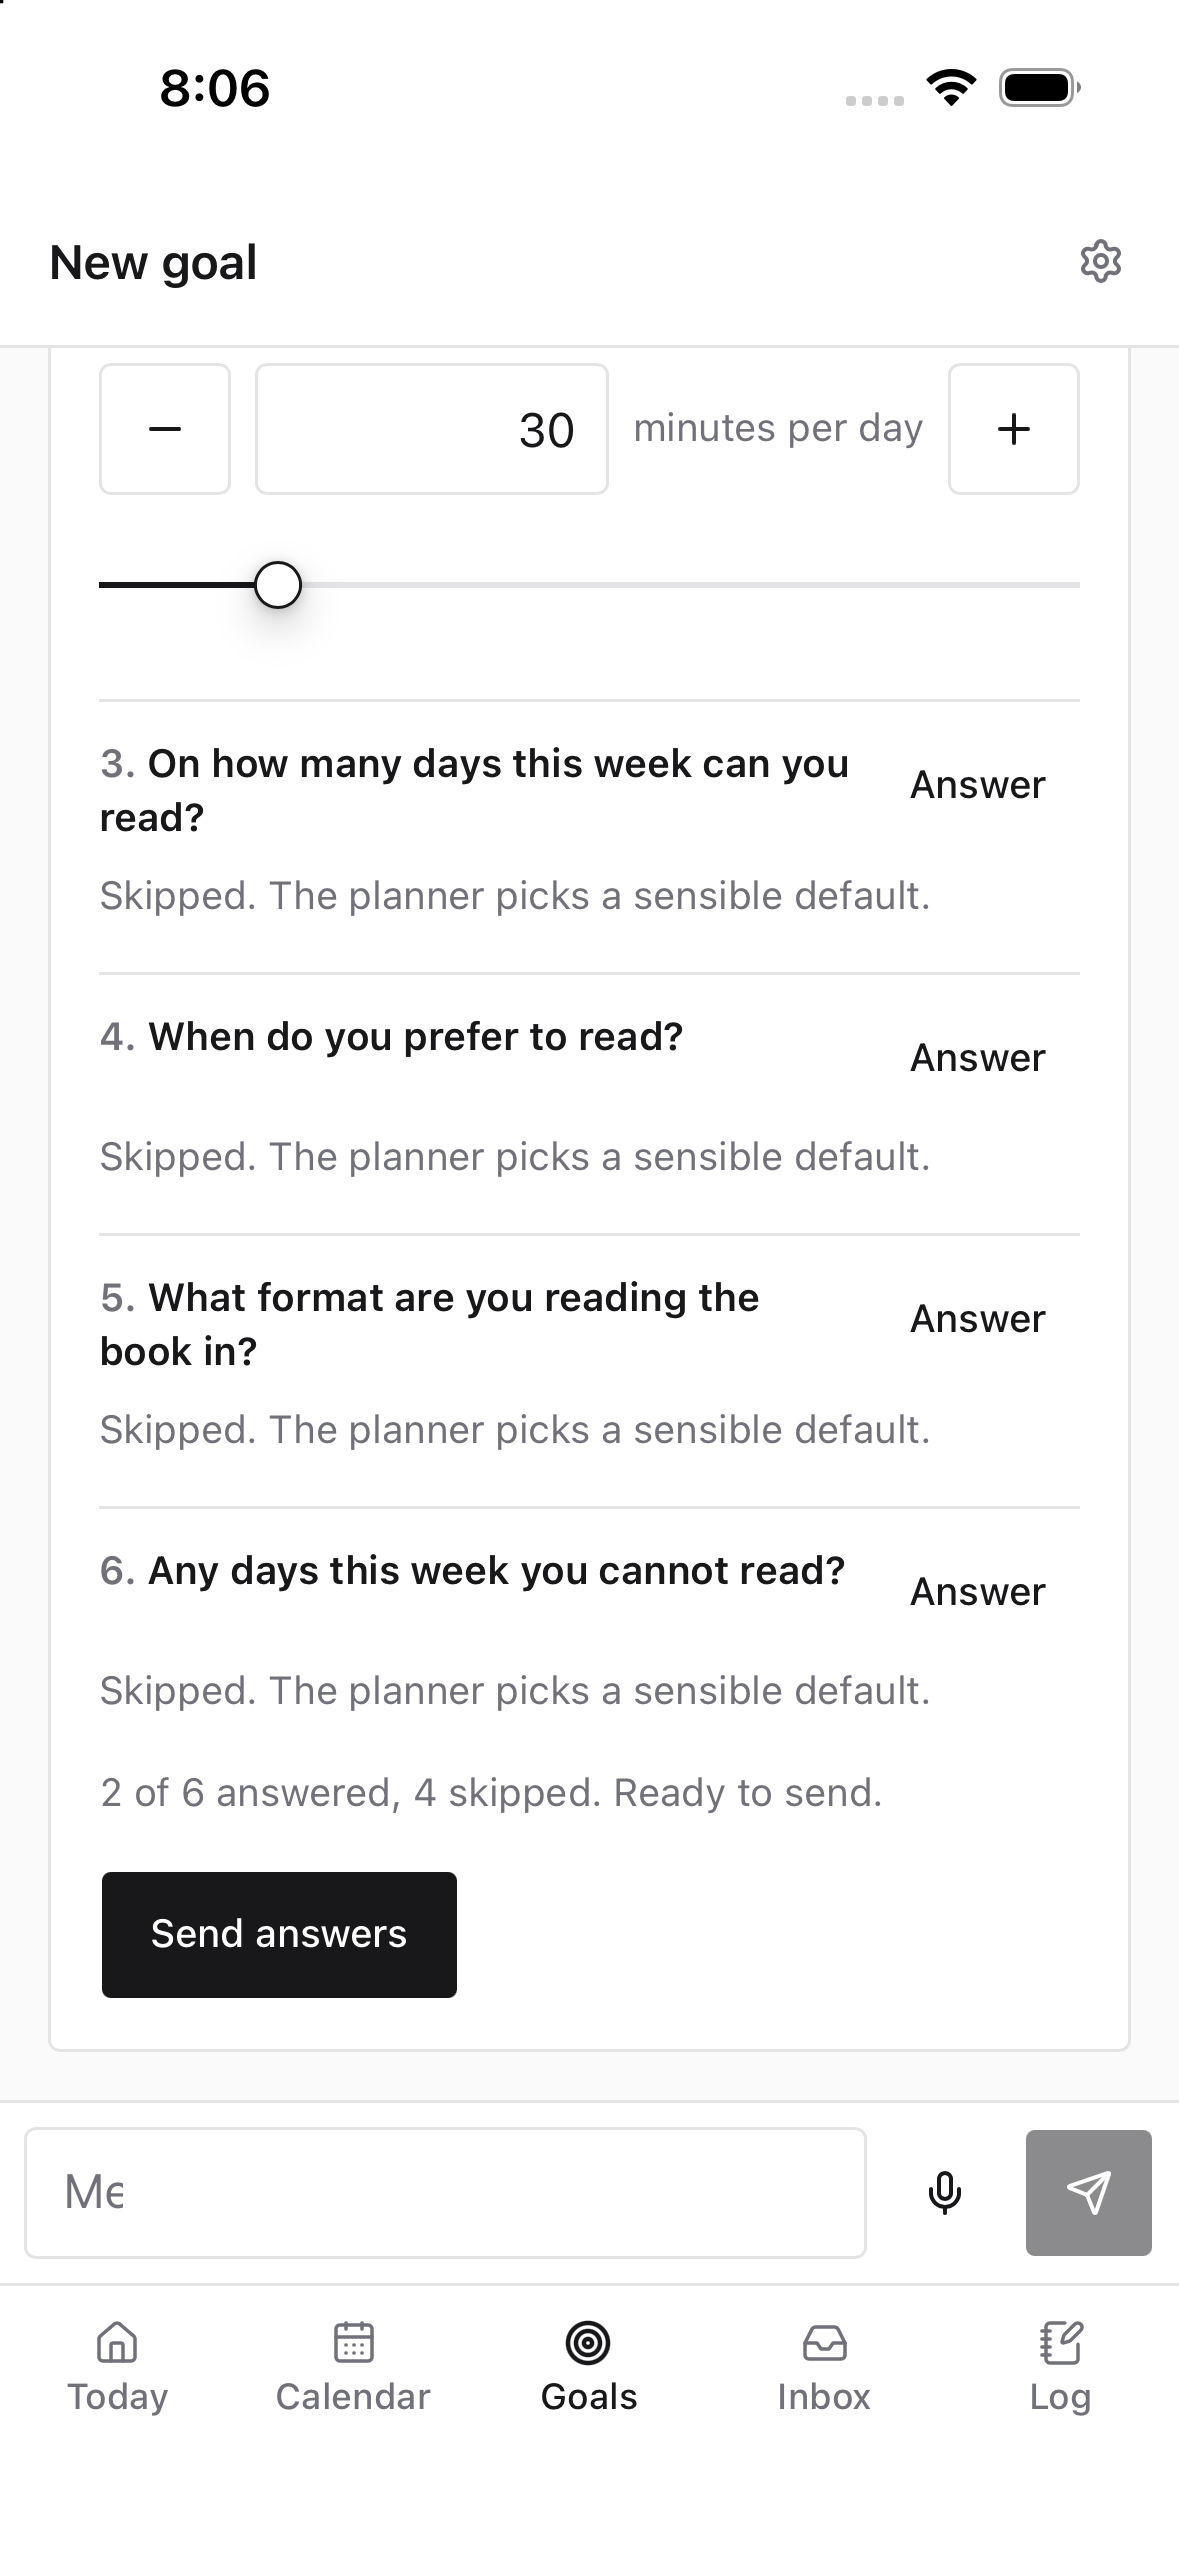 8:06
New goal
30 minutes per day
3. On how many days this week can you read?
Answer
Skipped. The planner picks a sensible default.
4. When do you prefer to read?
Answer
Skipped. The planner picks a sensible default.
5. What format are you reading the book in?
Answer
Skipped. The planner picks a sensible default.
6. Any days this week you cannot read?
Answer
Skipped. The planner picks a sensible default.
2 of 6 answered, 4 skipped. Ready to send.
Send answers
Me
Today
Calendar
Goals
Inbox
Log